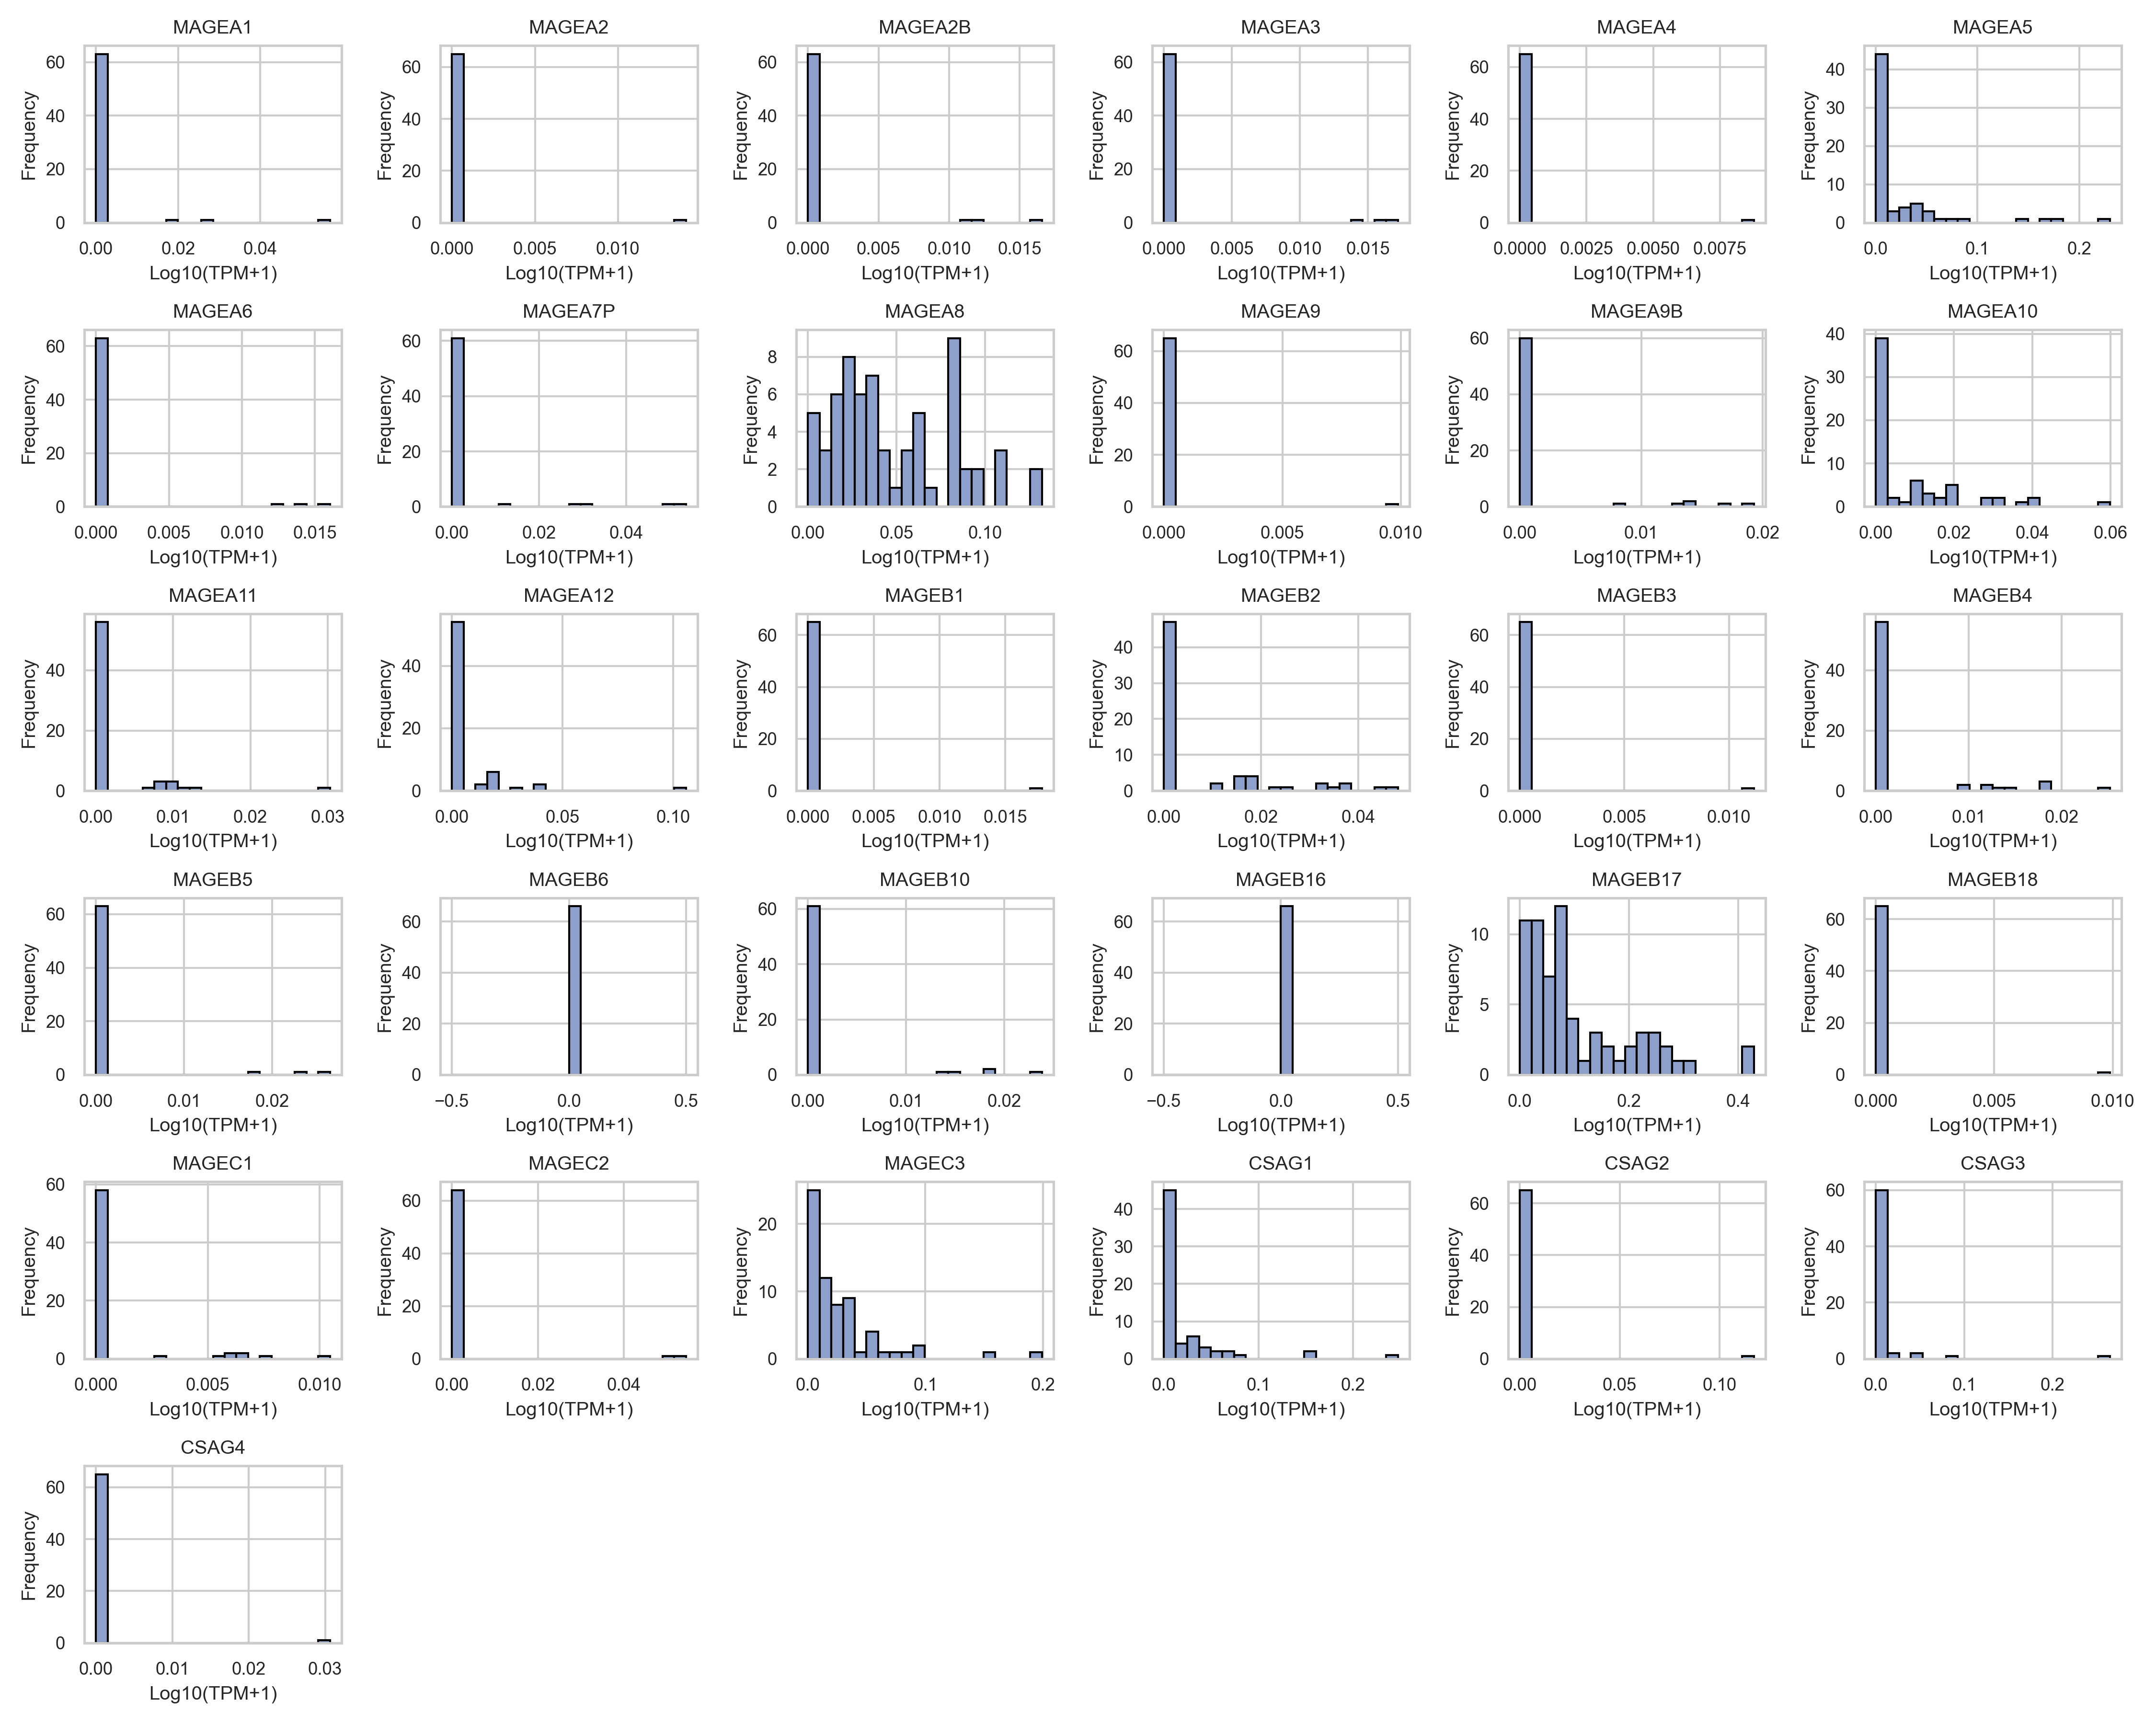 MAGEA1 MAGEA2 MAGEA2B MAGEA3 MAGEA4 MAGEA5
Frequency 60 40 20 0 Frequency 60 40 20 0 Frequency 60 40 20 0 Frequency 60 40 20 0 Frequency 60 40 20 0 Frequency 40 30 20 10 0
0.00 0.02 0.04 0.000 0.005 0.010 0.000 0.005 0.010 0.015 0.000 0.005 0.010 0.015 0.0000 0.0025 0.0050 0.0075 0.0 0.1 0.2
Log10(TPM+1) Log10(TPM+1) Log10(TPM+1) Log10(TPM+1) Log10(TPM+1) Log10(TPM+1)
MAGEA6 MAGEA7P MAGEA8 MAGEA9 MAGEA9B MAGEA10
Frequency 60 40 20 0 Frequency 60 40 20 0 Frequency 8 6 4 2 0 Frequency 60 40 20 0 Frequency 60 40 20 0 Frequency 40 30 20 10 0
0.000 0.005 0.010 0.015 0.00 0.02 0.04 0.00 0.05 0.10 0.000 0.005 0.010 0.00 0.01 0.02 0.00 0.02 0.04 0.06
Log10(TPM+1) Log10(TPM+1) Log10(TPM+1) Log10(TPM+1) Log10(TPM+1) Log10(TPM+1)
MAGEA11 MAGEA12 MAGEB1 MAGEB2 MAGEB3 MAGEB4
Frequency 40 20 0 Frequency 40 20 0 Frequency 60 40 20 0 Frequency 40 30 20 10 0 Frequency 60 40 20 0 Frequency 40 20 0
0.00 0.01 0.02 0.03 0.00 0.05 0.10 0.000 0.005 0.010 0.015 0.00 0.02 0.04 0.000 0.005 0.010 0.00 0.01 0.02
Log10(TPM+1) Log10(TPM+1) Log10(TPM+1) Log10(TPM+1) Log10(TPM+1) Log10(TPM+1)
MAGEB5 MAGEB6 MAGEB10 MAGEB16 MAGEB17 MAGEB18
Frequency 60 40 20 0 Frequency 60 40 20 0 Frequency 60 40 20 0 Frequency 60 40 20 0 Frequency 10 5 0 Frequency 60 40 20 0
0.00 0.01 0.02 −0.5 0.0 0.5 0.00 0.01 0.02 −0.5 0.0 0.5 0.0 0.2 0.4 0.000 0.005 0.010
Log10(TPM+1) Log10(TPM+1) Log10(TPM+1) Log10(TPM+1) Log10(TPM+1) Log10(TPM+1)
MAGEC1 MAGEC2 MAGEC3 CSAG1 CSAG2 CSAG3
Frequency 60 40 20 0 Frequency 60 40 20 0 Frequency 20 10 0 Frequency 40 30 20 10 0 Frequency 60 40 20 0 Frequency 60 40 20 0
0.000 0.005 0.010 0.00 0.02 0.04 0.0 0.1 0.2 0.0 0.1 0.2 0.00 0.05 0.10 0.0 0.1 0.2
Log10(TPM+1) Log10(TPM+1) Log10(TPM+1) Log10(TPM+1) Log10(TPM+1) Log10(TPM+1)
CSAG4
Frequency 60 40 20 0
0.00 0.01 0.02 0.03
Log10(TPM+1)